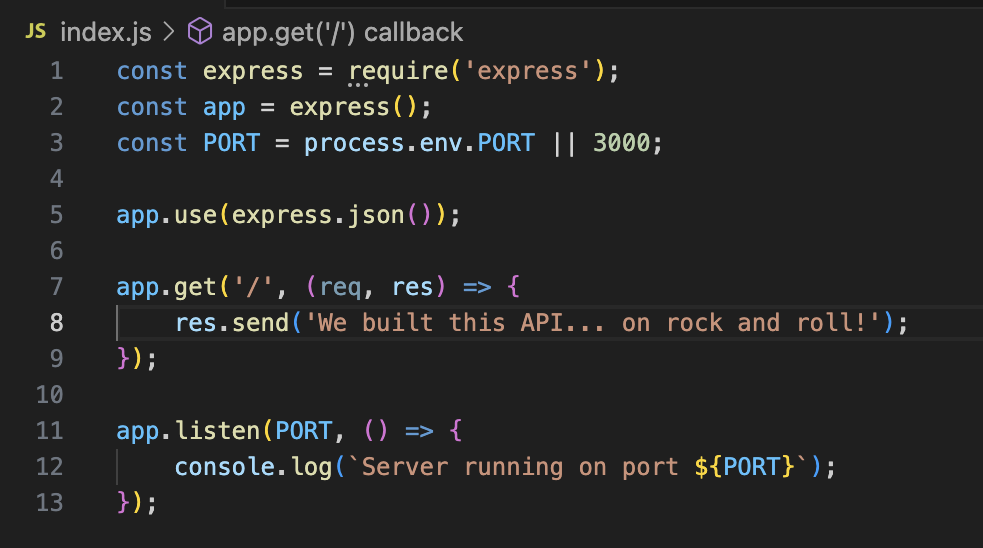 JS index.js > app.get('/') callback
1 const express = require('express');
2 const app = express();
3 const PORT = process.env.PORT || 3000;
4
5 app.use(express.json());
6
7 app.get('/', (req, res) => {
8     res.send('We built this API... on rock and roll!');
9 });
10
11 app.listen(PORT, () => {
12     console.log(`Server running on port ${PORT}`);
13 });